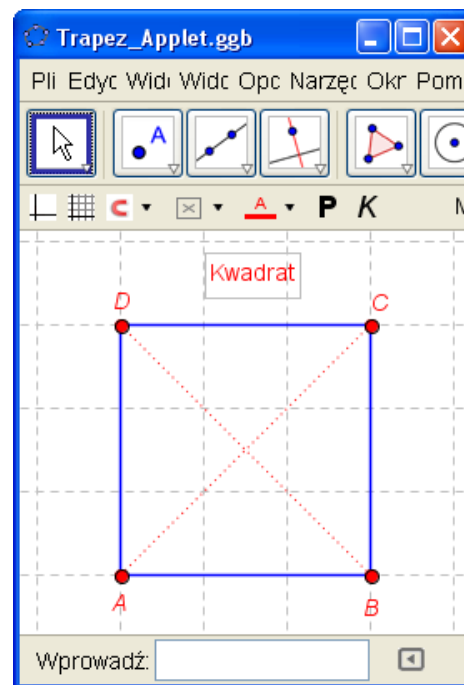 Trapez_Applet.ggb
Pli Edyc Widı Widc Opc Narzęc Okr Pom
A
A P K
Kwadrat
D C
A B
Wprowadź: